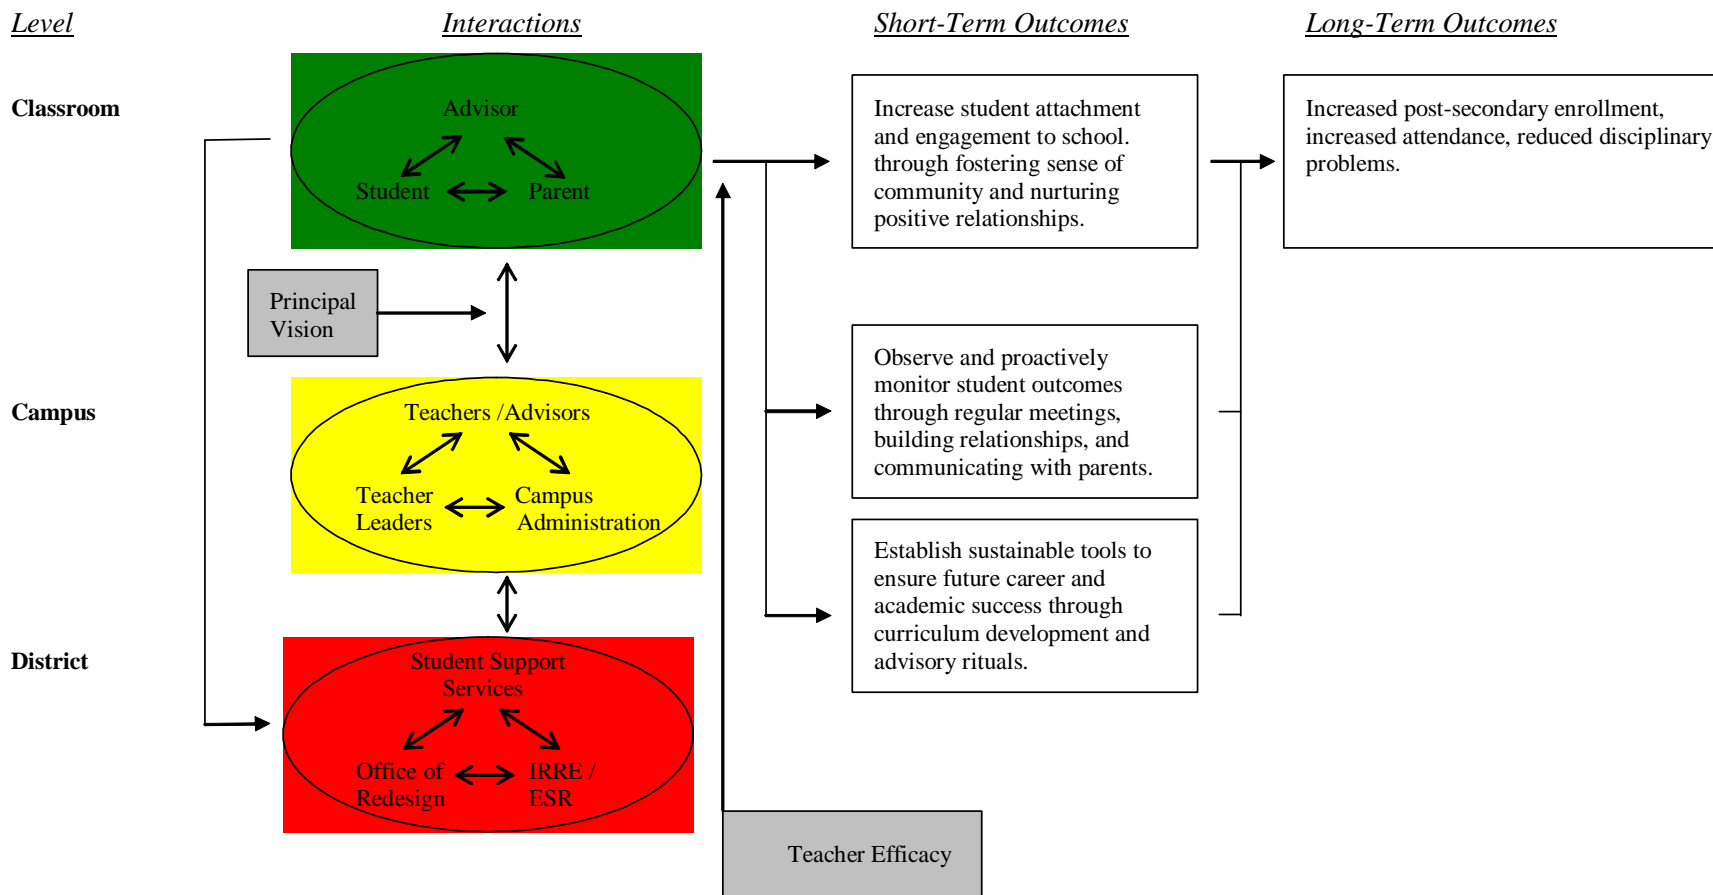 Level
Interactions
Short-Term Outcomes
Long-Term Outcomes
Classroom
Advisor
Student
Parent
Increase student attachment
and engagement to school.
through fostering sense of
community and nurturing
positive relationships.
Increased post-secondary enrollment,
increased attendance, reduced disciplinary
problems.
Principal
Vision
Campus
Teachers /Advisors
Teacher
Leaders
Campus
Administration
Observe and proactively
monitor student outcomes
through regular meetings,
building relationships, and
communicating with parents.
Establish sustainable tools to
ensure future career and
academic success through
curriculum development and
advisory rituals.
District
Student Support
Services
Office of
Redesign
IRRE /
ESR
Teacher Efficacy